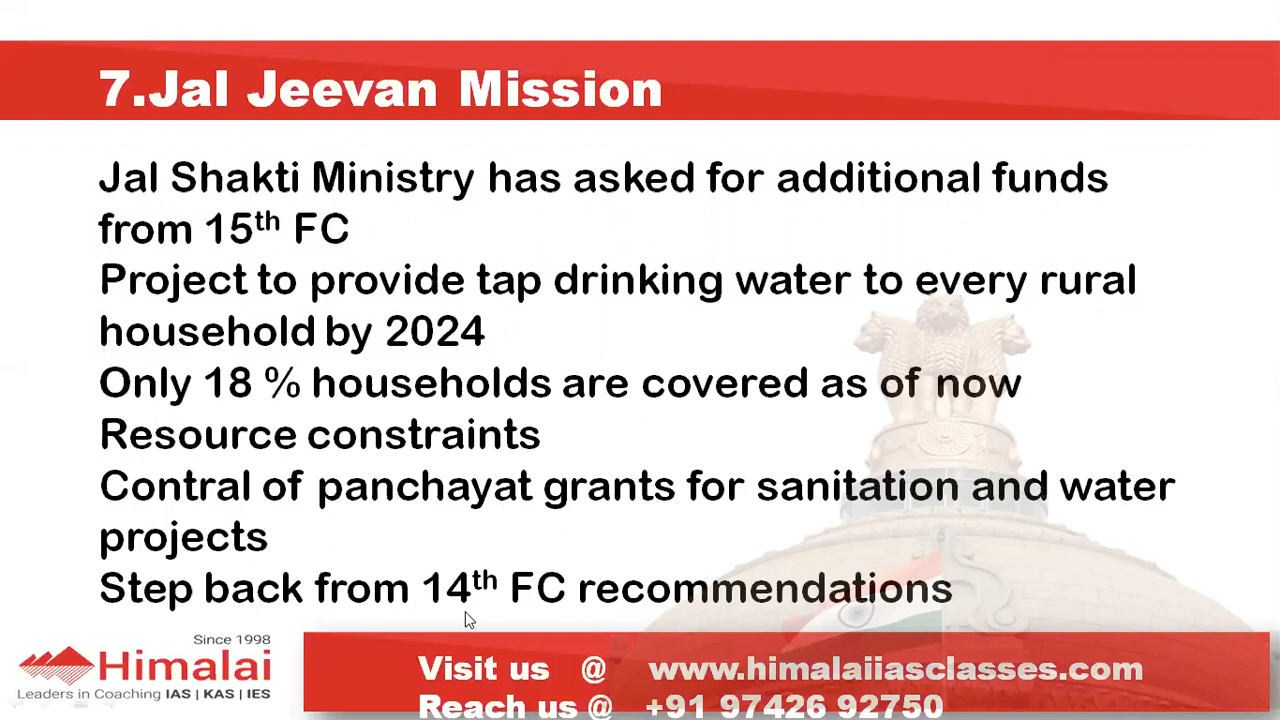 7.Jal Jeevan Mission
Jal Shakti Ministry has asked for additional funds
from 15th FC
Project to provide tap drinking water to every rural
household by 2024
Only 18 % households are covered as of now
Resource constraints
Contral of panchayat grants for sanitation and water
projects
Step back from 14th FC recommendations
Since 1998
Himalai
Leaders in Coaching IAS | KAS | IES
Visit us @ www.himalaiiasclasses.com
Reach us @ +91 97426 92750